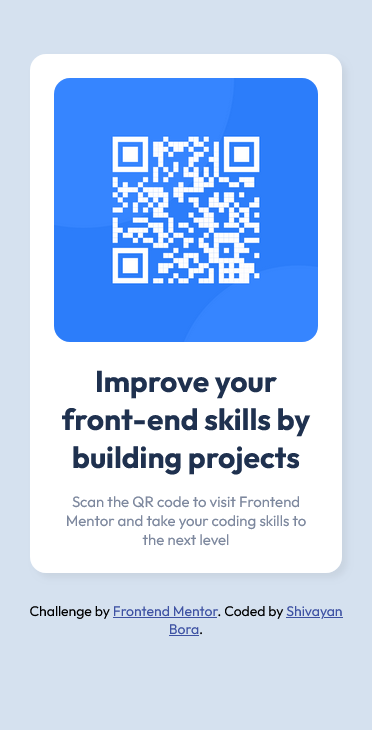 Improve your
front-end skills by
building projects
Scan the QR code to visit Frontend
Mentor and take your coding skills to
the next level
Challenge by Frontend Mentor. Coded by Shivayan
Bora.